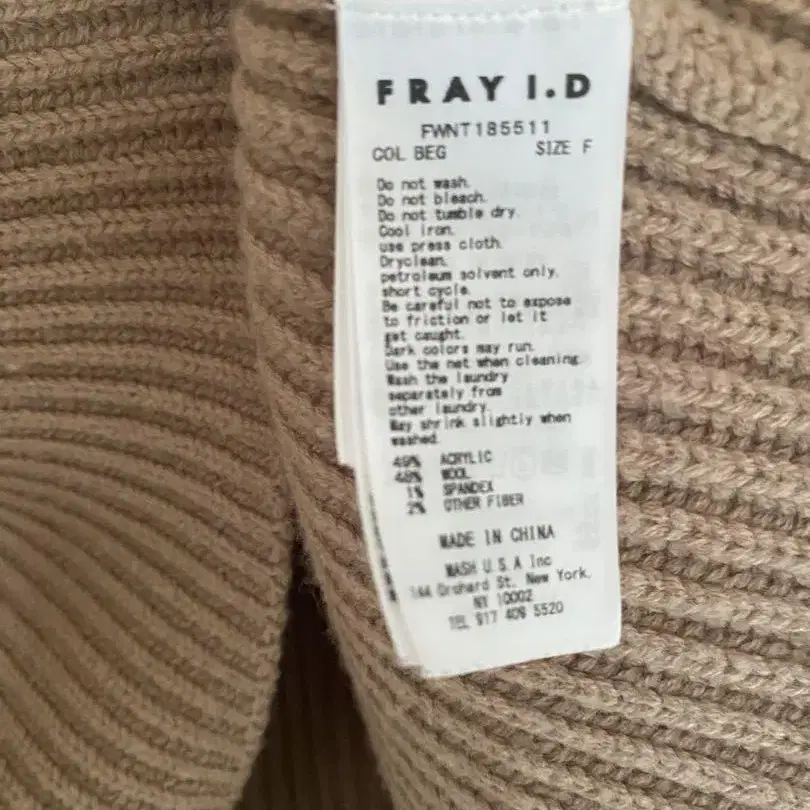 FRAY I.D
FWNT185511
COL BEG SIZE F
Do not wash.
Do not bleach.
Do not tumble dry.
Cool iron.
use press cloth.
Dryclean.
petroleum solvent only.
short cycle.
Be careful not to expose
to friction or let it
get caught.
Dark colors may run.
Use the net when cleaning
Wash the laundry
separately from
other laundry.
May shrink slightly when
washed.
49% ACRYLIC
48% WOOL
1% SPANDEX
2% OTHER FIBER
MADE IN CHINA
MASH U.S.A Inc
144 Orchard St. New York,
NY 10002
TEL 917 409 5520